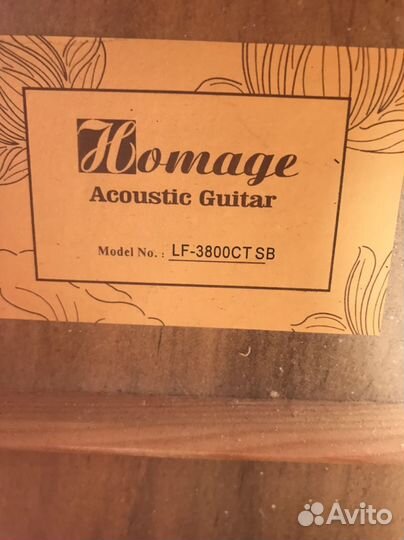 Homage
Acoustic Guitar
Model No. : LF-3800CT SB
Avito